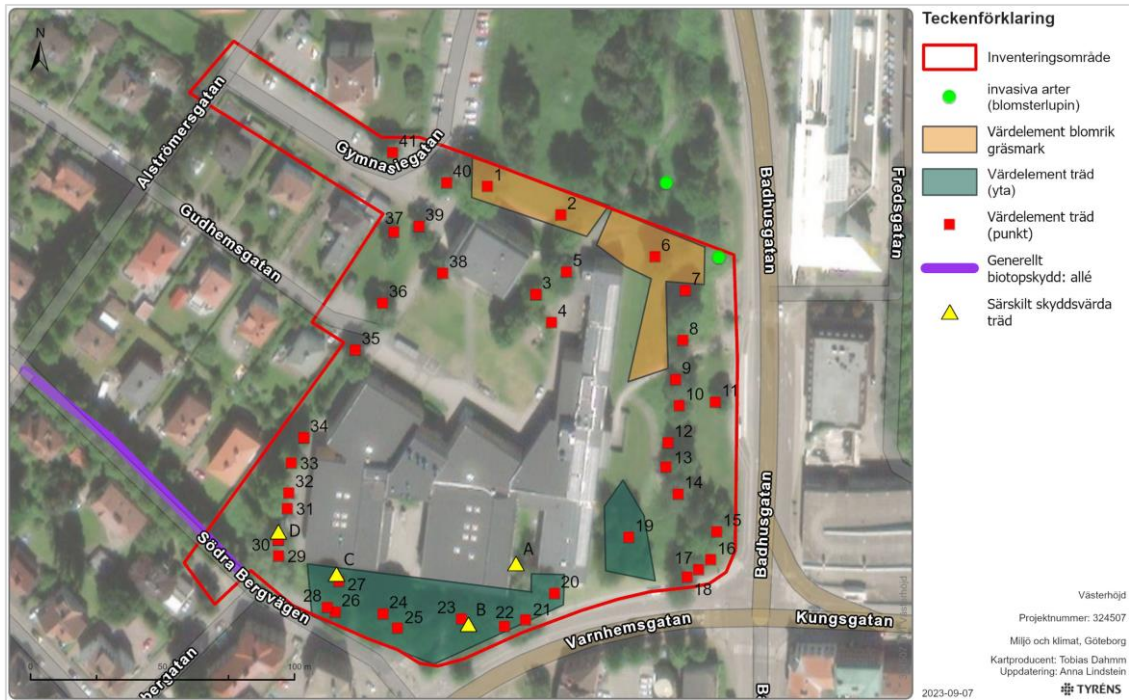 N
Alströmersgatan
Gymnasiegatan
Gudhemsgatan
Södra Bergvägen
bergatan
Varnhemsgatan
Kungsgatan
Badhusgatan
Badhusgatan
Ba
Fredsgatan
Västerhöjd
41
40
1
2
39
37
38
5
6
7
3
4
36
35
8
9
10
11
12
13
14
34
33
32
31
D
30
29
C
27
28
26
24
25
23
B
22
21
20
A
19
15
16
17
18
0
50
100 m
Teckenförklaring
Inventeringsområde
invasiva arter
(blomsterlupin)
Värdelement blomrik
gräsmark
Värdelement träd
(yta)
Värdelement träd
(punkt)
Generellt
biotopskydd: allé
Särskilt skyddsvärda
träd
Västerhöjd
Projektnummer: 324507
Miljö och klimat, Göteborg
Kartproducent: Tobias Dahmm
Uppdatering: Anna Lindstein
2023-09-07
TYRÉNS